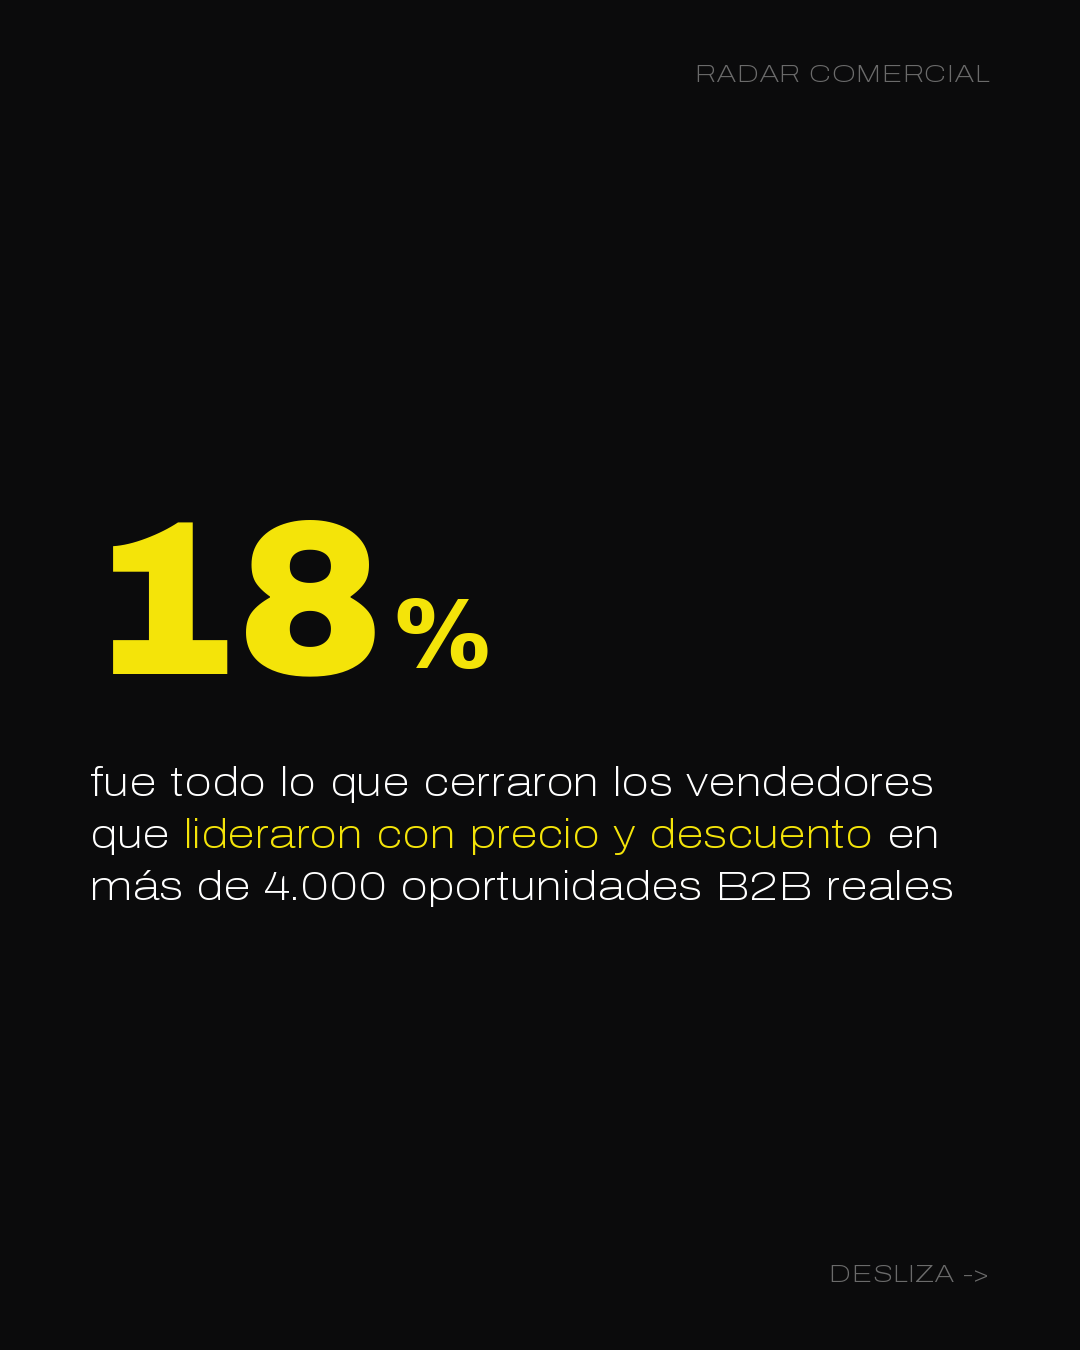 RADAR COMERCIAL
18%
fue todo lo que cerraron los vendedores
que lideraron con precio y descuento en
más de 4.000 oportunidades B2B reales
DESLIZA ->